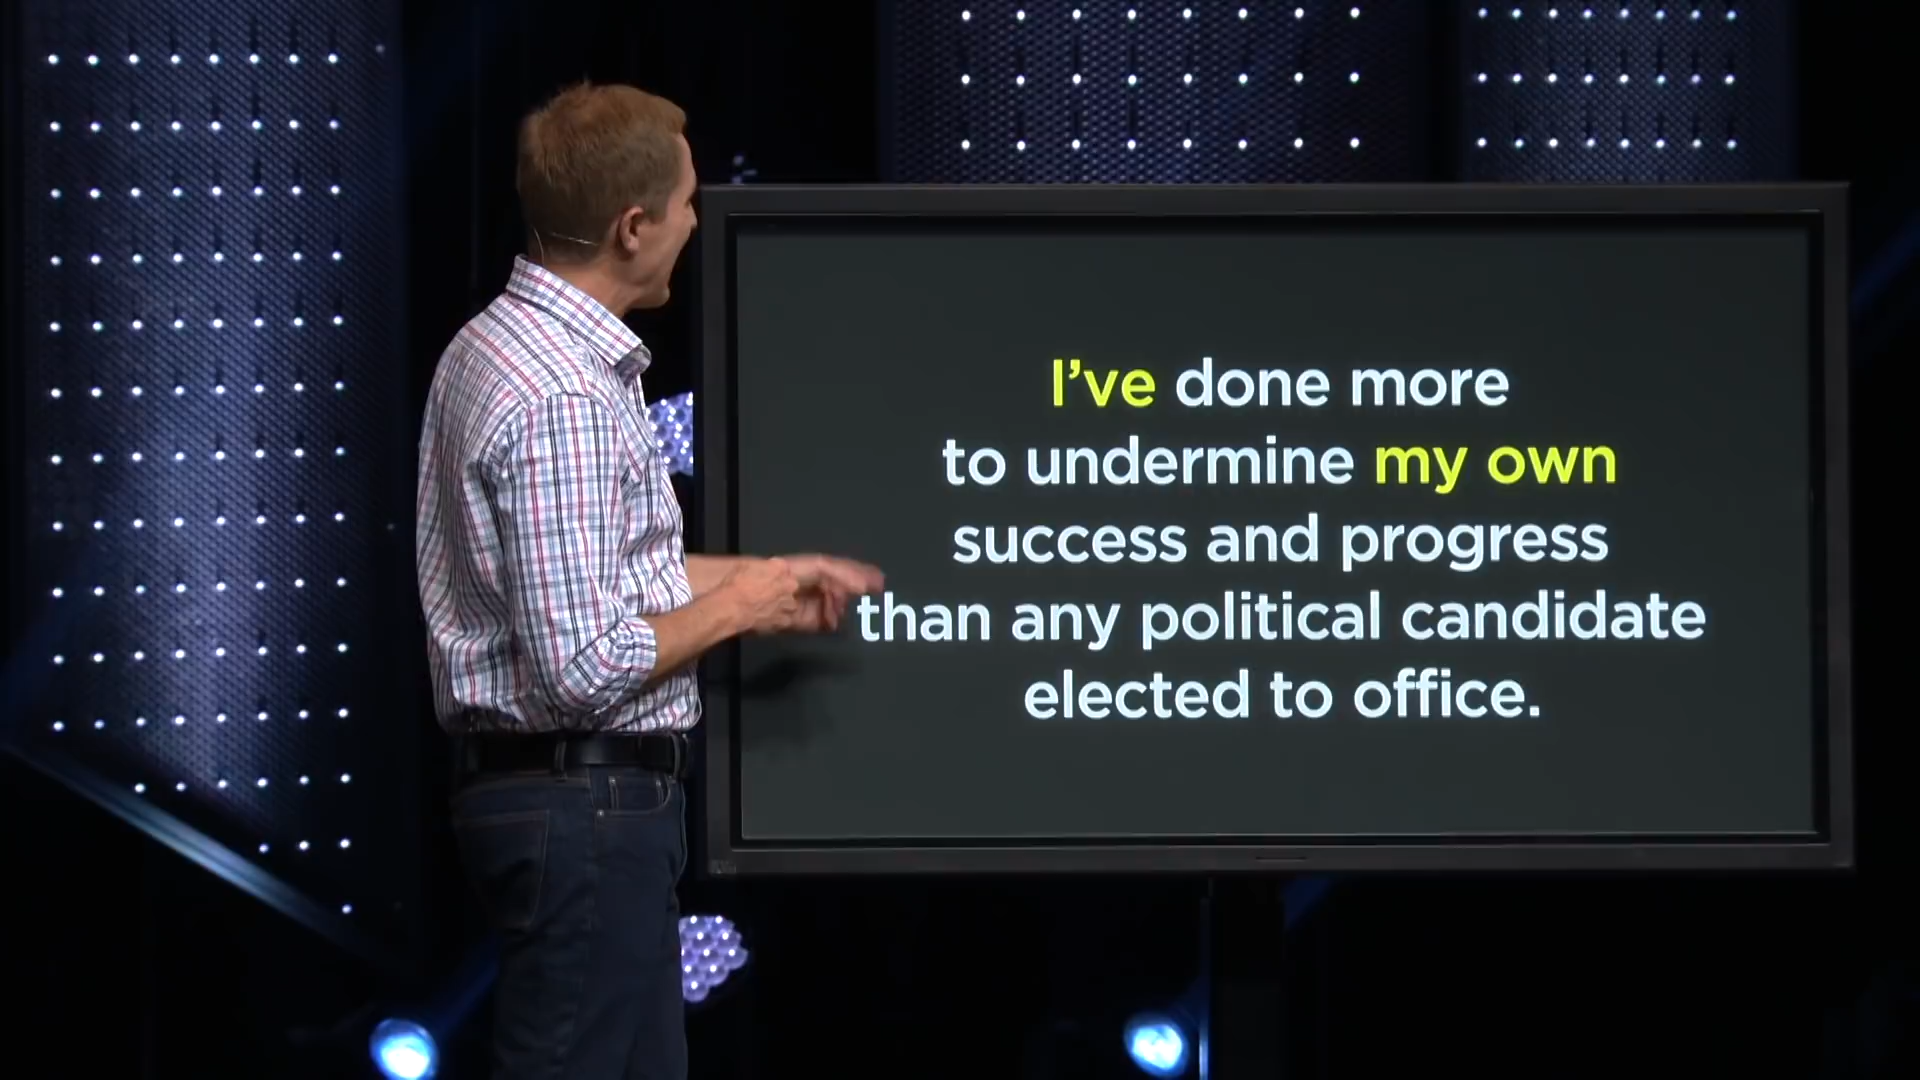 I’ve done more
to undermine my own
success and progress
than any political candidate
elected to office.